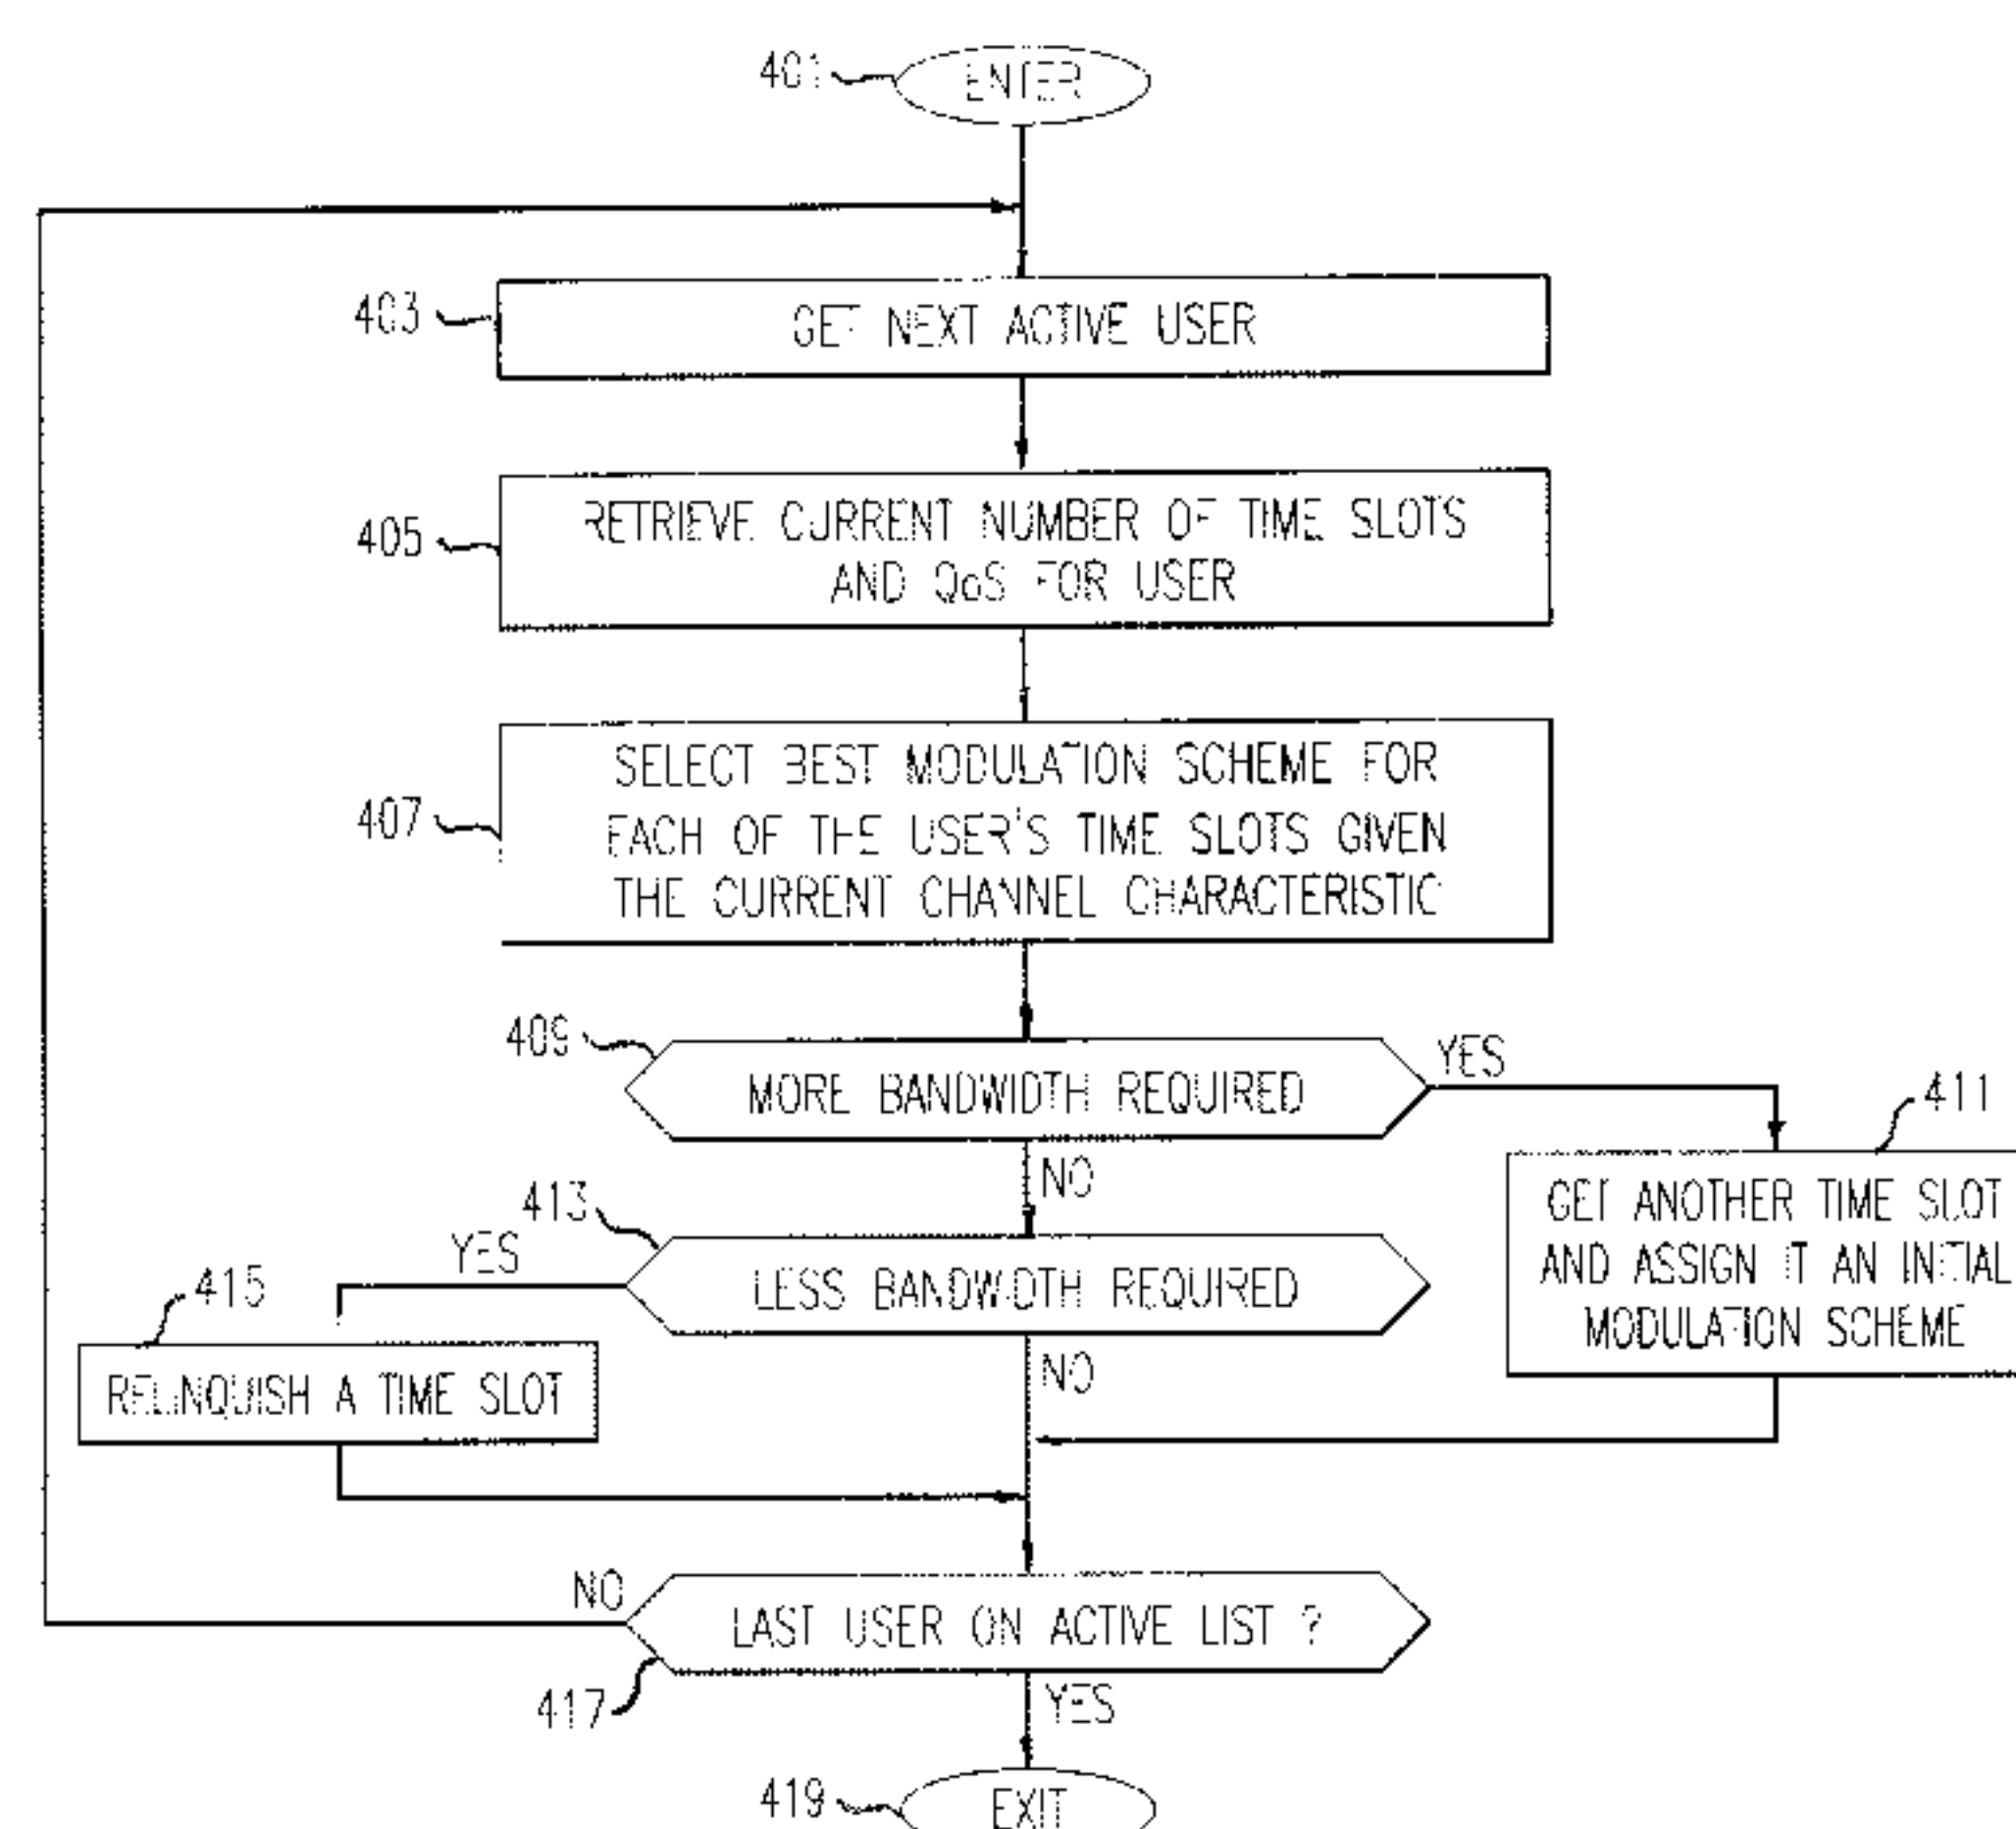 401
ENTER
403
GET NEXT ACTIVE USER
405
RETRIEVE CURRENT NUMBER OF TIME SLOTS
AND QoS FOR USER
407
SELECT BEST MODULATION SCHEME FOR
EACH OF THE USER'S TIME SLOTS GIVEN
THE CURRENT CHANNEL CHARACTERISTIC
409
MORE BANDWIDTH REQUIRED
YES
411
GET ANOTHER TIME SLOT
AND ASSIGN IT AN INITIAL
MODULATION SCHEME
NO
413
LESS BANDWIDTH REQUIRED
YES
415
RELINQUISH A TIME SLOT
NO
417
LAST USER ON ACTIVE LIST ?
NO
YES
419
EXIT